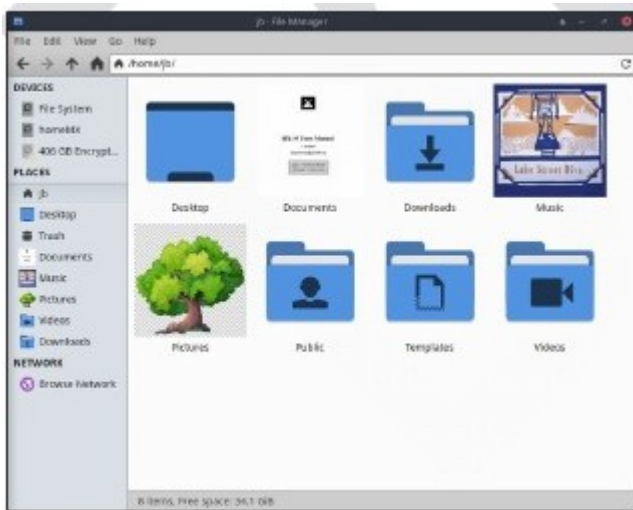 jb - File Manager
File Edit View Go Help
/home/jb/
DEVICES
File System
406 GB Encrypt...
PLACES
jb
Desktop
Trash
Documents
Music
Pictures
Videos
Downloads
NETWORK
Browse Network
Desktop
Documents
Downloads
Lake Street Dive
Music
Pictures
Public
Templates
Videos
8 items, Free space: 34.1 GiB